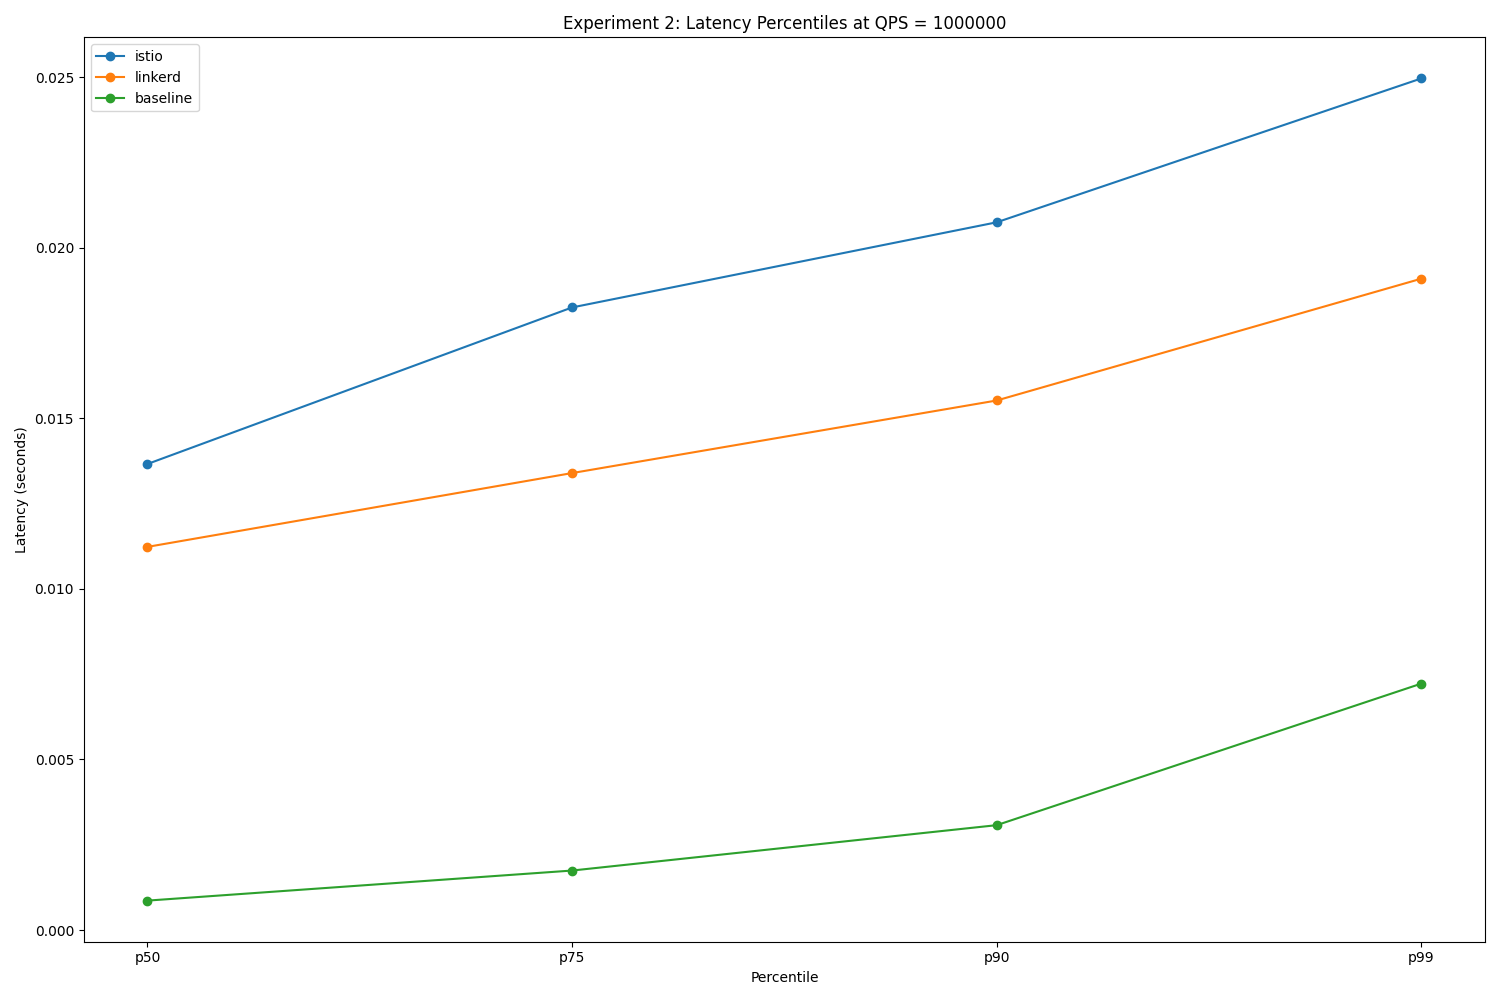 Experiment 2: Latency Percentiles at QPS = 1000000
istio
linkerd
baseline
0.025
0.020
0.015
0.010
0.005
0.000
Latency (seconds)
p50 p75 p90 p99
Percentile